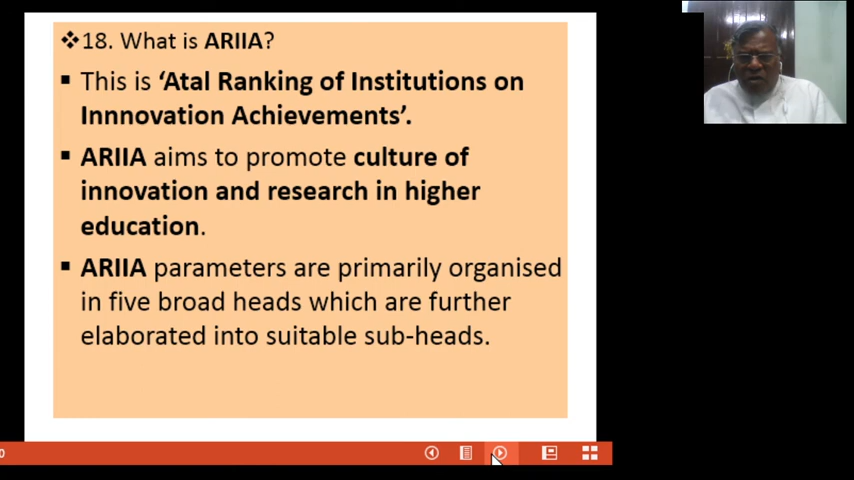 ❖18. What is ARIIA?
▪ This is ‘Atal Ranking of Institutions on
Innnovation Achievements’.
▪ ARIIA aims to promote culture of
innovation and research in higher
education.
▪ ARIIA parameters are primarily organised
in five broad heads which are further
elaborated into suitable sub-heads.
0